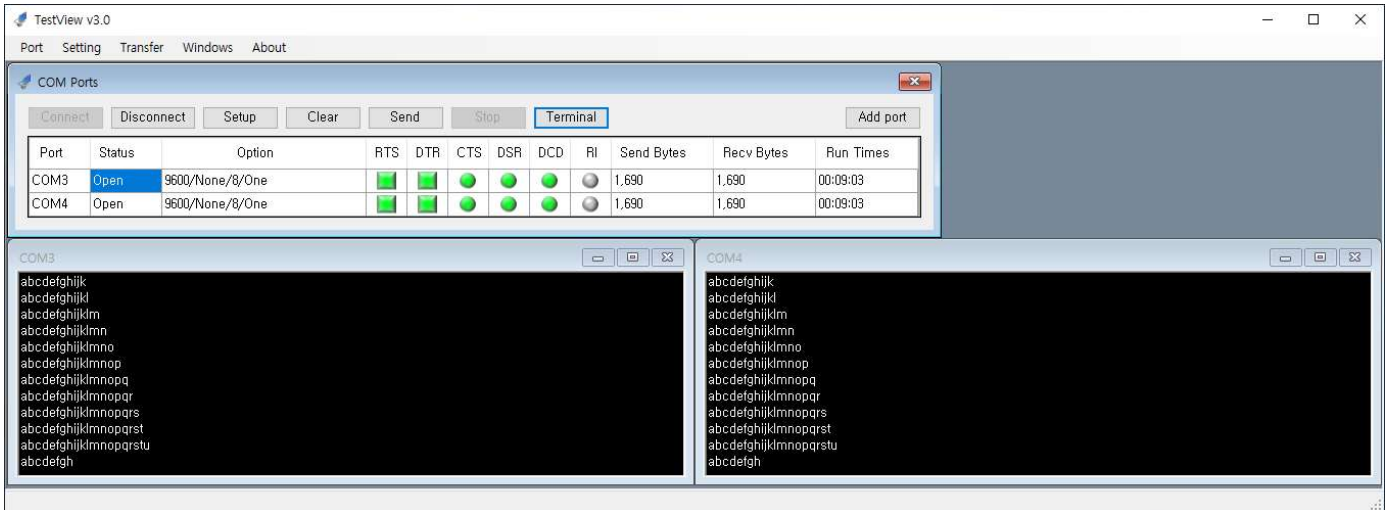 TestView v3.0
Port Setting Transfer Windows About
COM Ports
Connect Disconnect Setup Clear Send Stop Terminal Add port
Port Status Option RTS DTR CTS DSR DCD RI Send Bytes Recv Bytes Run Times
COM3 Open 9600/None/8/One 1,690 1,690 00:09:03
COM4 Open 9600/None/8/One 1,690 1,690 00:09:03
COM3
abcdefghijk
abcdefghijkl
abcdefghijklm
abcdefghijklmn
abcdefghijklmno
abcdefghijklmnop
abcdefghijklmnopq
abcdefghijklmnopqr
abcdefghijklmnopqrs
abcdefghijklmnopqrst
abcdefghijklmnopqrstu
abcdefgh
COM4
abcdefghijk
abcdefghijkl
abcdefghijklm
abcdefghijklmn
abcdefghijklmno
abcdefghijklmnop
abcdefghijklmnopq
abcdefghijklmnopqr
abcdefghijklmnopqrs
abcdefghijklmnopqrst
abcdefghijklmnopqrstu
abcdefgh